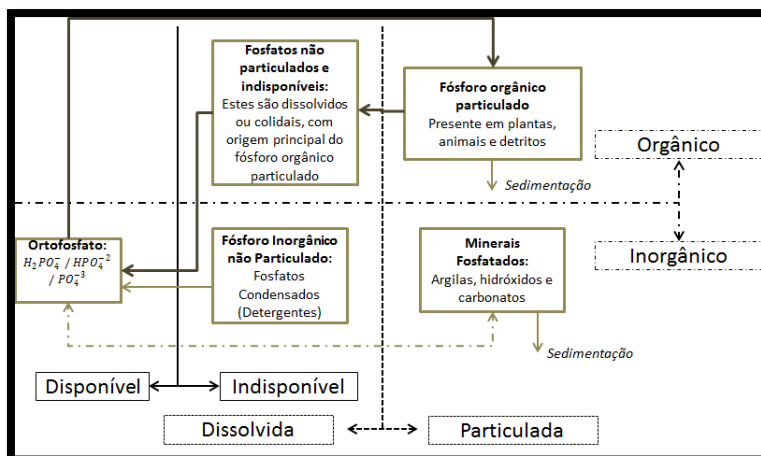 Fosfatos não
particulados e
indisponíveis:
Estes são dissolvidos
ou colidais, com
origem principal do
fósforo orgânico
particulado
Fósforo orgânico
particulado
Presente em plantas,
animais e detritos
Sedimentação
Orgânico
Inorgânico
Ortofosfato:
H₂PO₄⁻ / HPO₄⁻²
/ PO₄⁻³
Fósforo Inorgânico
não Particulado:
Fosfatos
Condensados
(Detergentes)
Minerais
Fosfatados:
Argilas, hidróxidos e
carbonatos
Sedimentação
Disponível
Indisponível
Dissolvida
Particulada